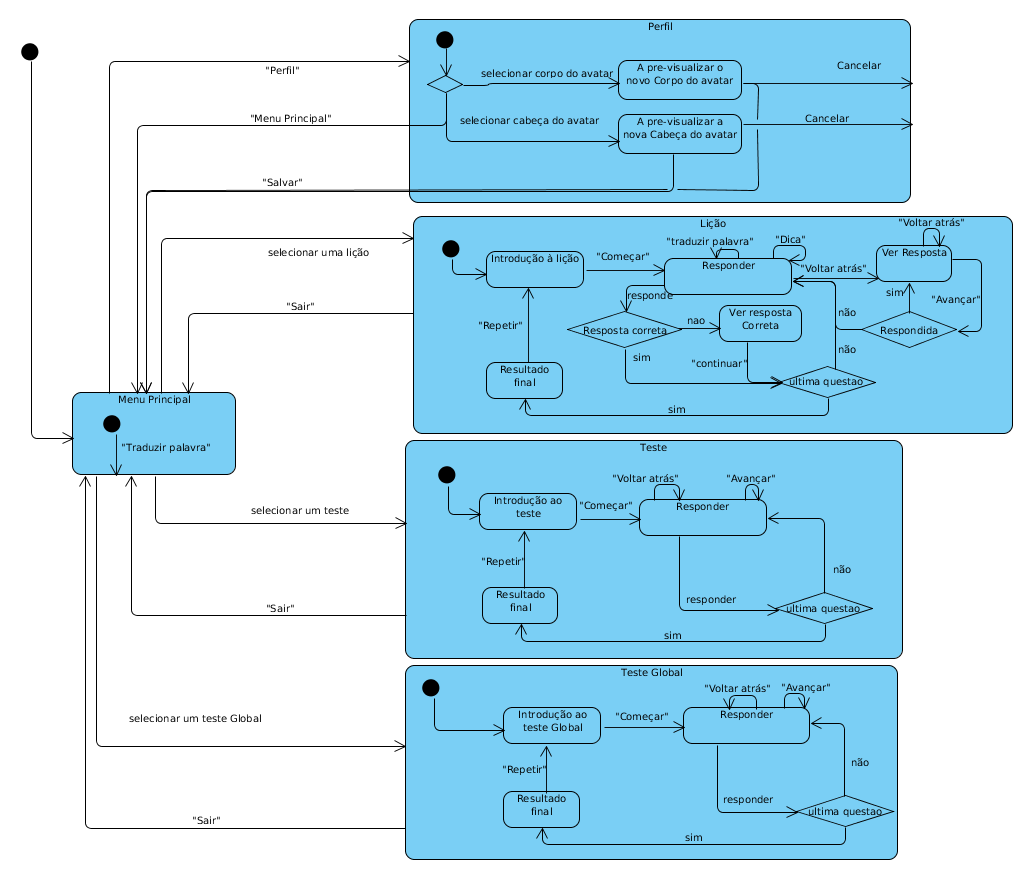 Perfil
"Perfil"
selecionar corpo do avatar
A pre-visualizar o
novo Corpo do avatar
Cancelar
"Menu Principal"
selecionar cabeça do avatar
A pre-visualizar a
nova Cabeça do avatar
Cancelar
"Salvar"
selecionar uma lição
"Sair"
Lição
Introdução à lição
"Começar"
"traduzir palavra"
"Dica"
Responder
"Voltar atrás"
"Voltar atrás"
Ver Resposta
"Avançar"
sim
Respondida
não
responde
Resposta correta
nao
Ver resposta
Correta
sim
"continuar"
não
ultima questao
sim
"Repetir"
Resultado
final
Menu Principal
"Traduzir palavra"
selecionar um teste
"Sair"
Teste
Introdução ao
teste
"Começar"
"Voltar atrás"
"Avançar"
Responder
responder
não
ultima questao
sim
"Repetir"
Resultado
final
selecionar um teste Global
"Sair"
Teste Global
Introdução ao
teste Global
"Começar"
"Voltar atrás"
"Avançar"
Responder
responder
não
ultima questao
sim
"Repetir"
Resultado
final